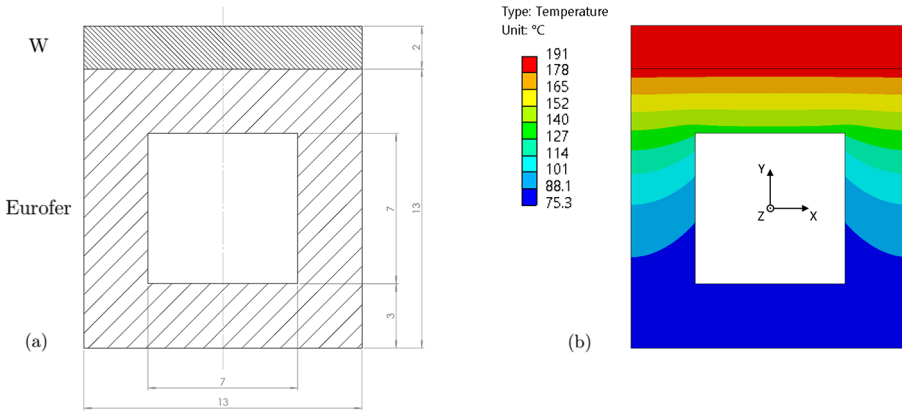 W
2
Eurofer
7
13
3
(a)
7
13
Type: Temperature
Unit: °C
191
178
165
152
140
127
114
101
88.1
75.3
Y
Z
X
(b)